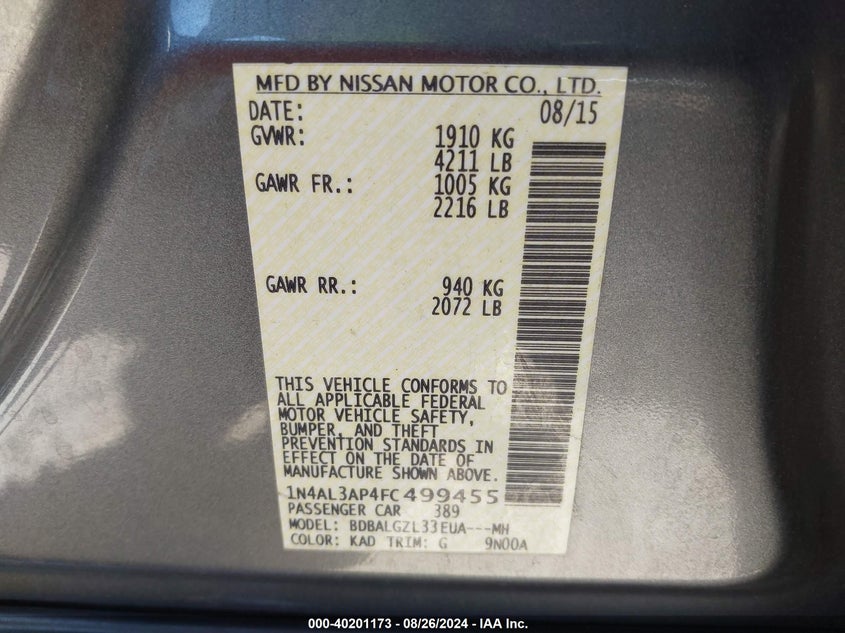 MFD BY NISSAN MOTOR CO., LTD.
DATE: 08/15
GVWR: 1910 KG
4211 LB
GAWR FR.: 1005 KG
2216 LB
GAWR RR.: 940 KG
2072 LB
THIS VEHICLE CONFORMS TO
ALL APPLICABLE FEDERAL
MOTOR VEHICLE SAFETY,
BUMPER, AND THEFT
PREVENTION STANDARDS IN
EFFECT ON THE DATE OF
MANUFACTURE SHOWN ABOVE.
1N4AL3AP4FC499455
PASSENGER CAR 389
MODEL: BDBALGZL33EUA---MH
COLOR: KAD TRIM: G 9N00A
000-40201173 - 08/26/2024 - IAA Inc.